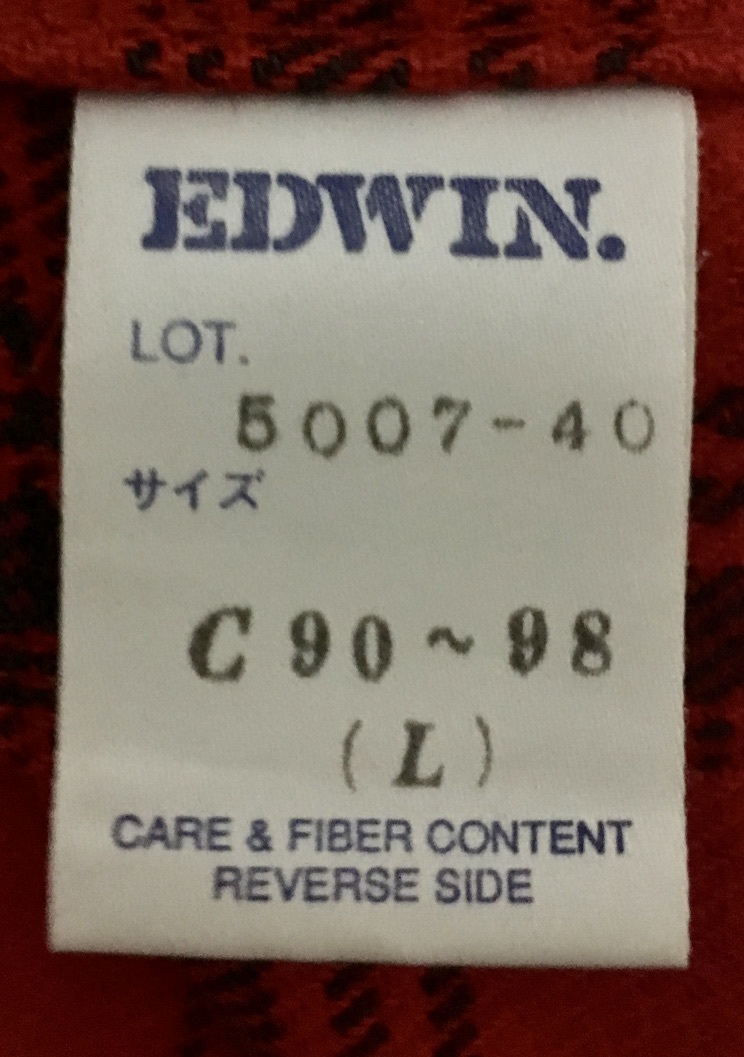 EDWIN.
LOT.
5007-40
サイズ
C 90~98
(L)
CARE & FIBER CONTENT
REVERSE SIDE